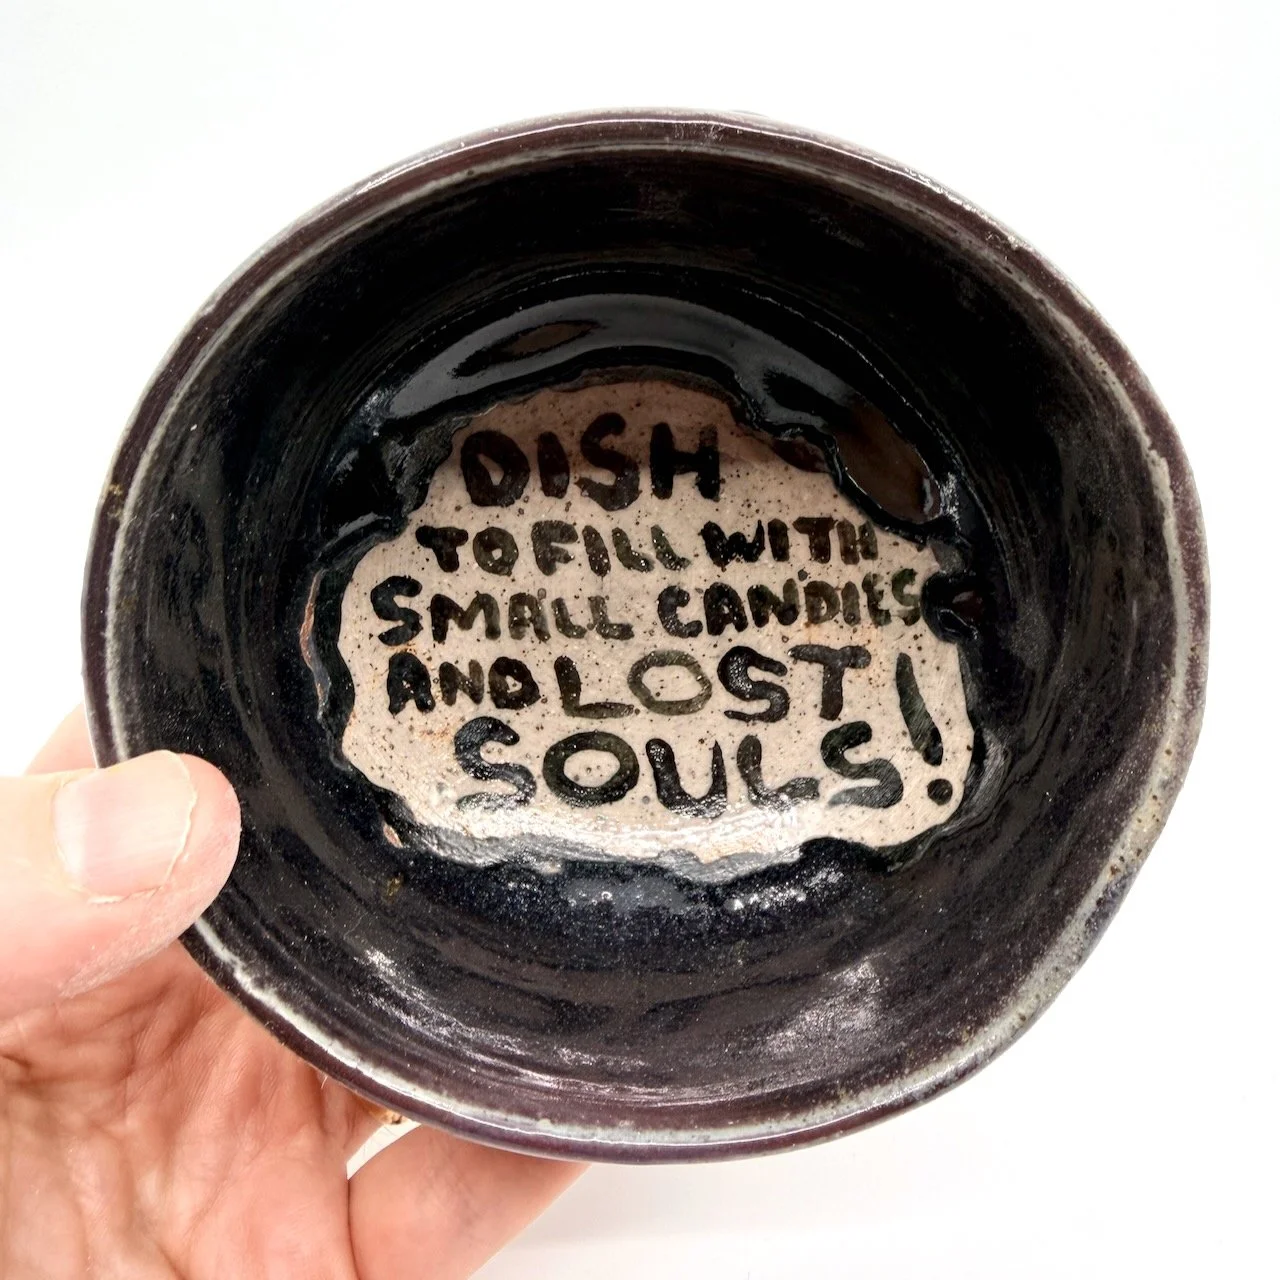 DISH
TO FILL WITH
SMALL CANDIES
AND LOST
SOULS!